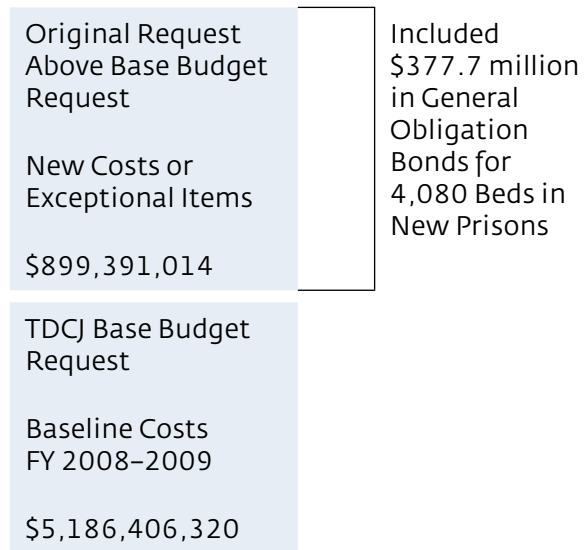 Original Request
Above Base Budget
Request
New Costs or
Exceptional Items
$899,391,014
Included
$377.7 million
in General
Obligation
Bonds for
4,080 Beds in
New Prisons
TDCJ Base Budget
Request
Baseline Costs
FY 2008–2009
$5,186,406,320